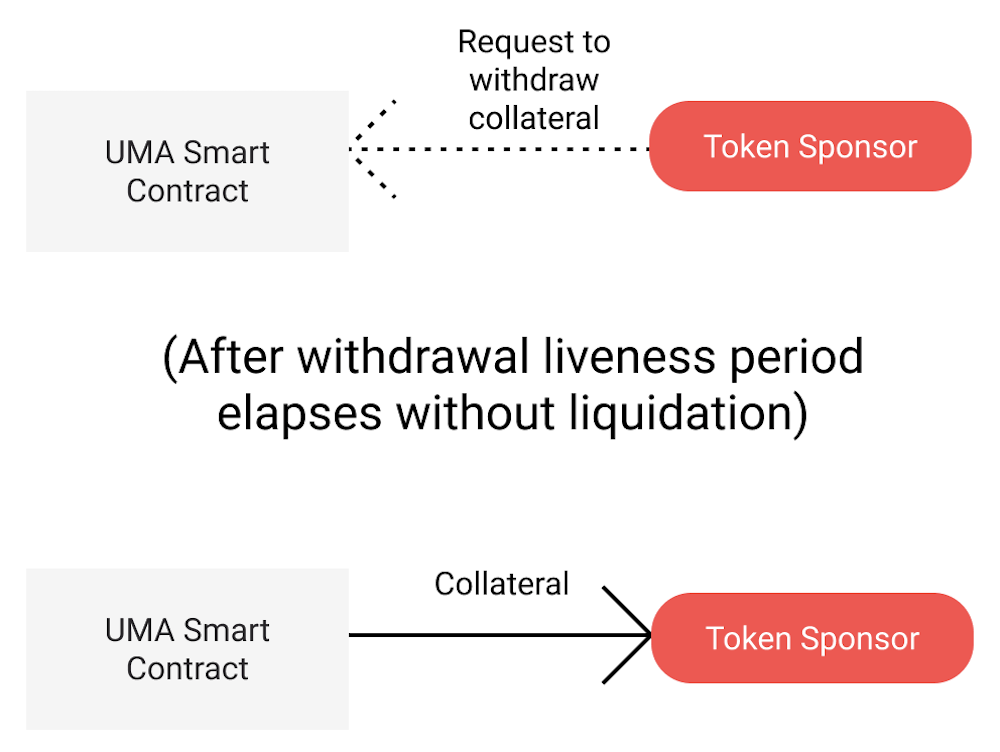 Request to
withdraw
collateral
UMA Smart
Contract
Token Sponsor
(After withdrawal liveness period
elapses without liquidation)
Collateral
UMA Smart
Contract
Token Sponsor